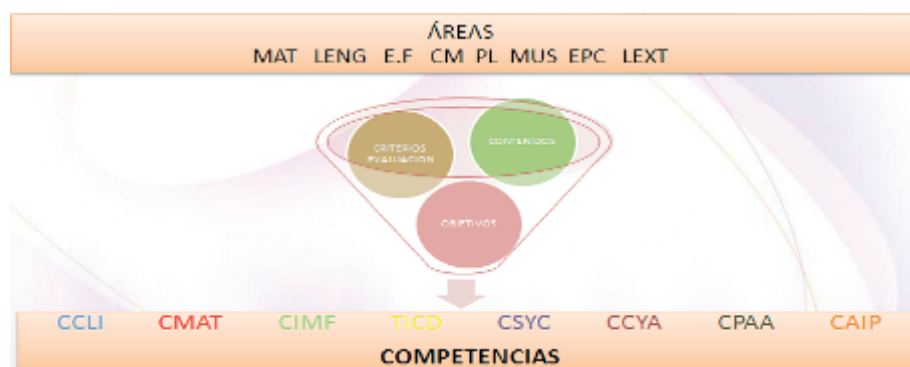 ÁREAS
MAT LENG E.F CM PL MUS EPC LEXT
CRITERIOS
EVALUACION
CONTENIDOS
OBJETIVOS
CCLI CMAT CIMF TICD CSYC CCYA CPAA CAIP
COMPETENCIAS